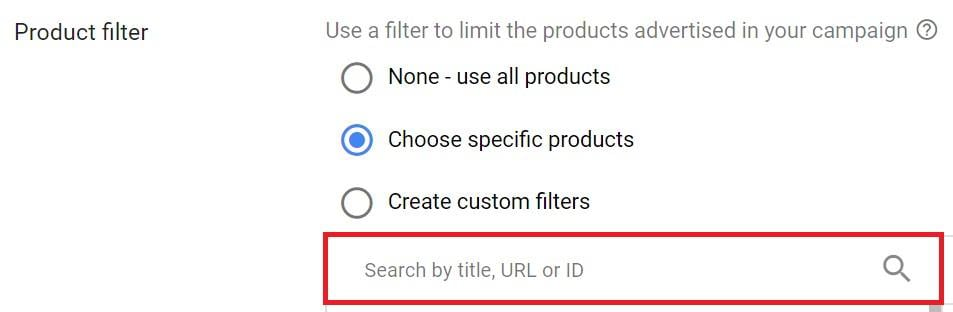 Product filter
Use a filter to limit the products advertised in your campaign ?
None - use all products
Choose specific products
Create custom filters
Search by title, URL or ID